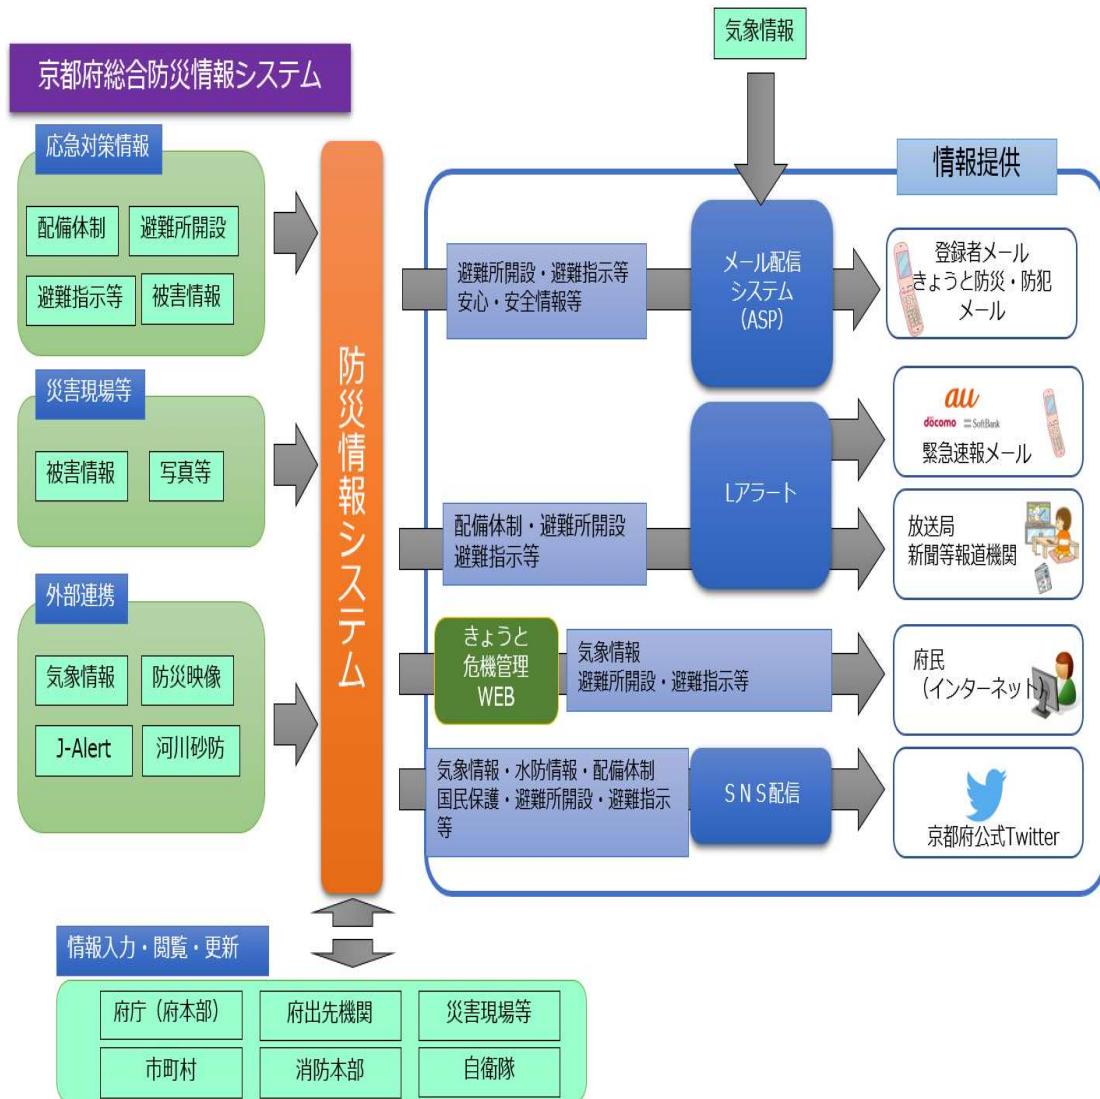 気象情報
京都府総合防災情報システム
応急対策情報
配備体制
避難所開設
避難指示等
被害情報
災害現場等
被害情報
写真等
外部連携
気象情報
防災映像
J-Alert
河川砂防
防災情報システム
情報提供
避難所開設・避難指示等
安心・安全情報等
メール配信
システム
(ASP)
登録者メール
きょうと防災・防犯
メール
配備体制・避難所開設
避難指示等
Lアラート
au
döcomo
SoftBank
緊急速報メール
放送局
新聞等報道機関
きょうと
危機管理
WEB
気象情報
避難所開設・避難指示等
府民
（インターネット）
気象情報・水防情報・配備体制
国民保護・避難所開設・避難指示
等
ＳＮＳ配信
京都府公式Twitter
情報入力・閲覧・更新
府庁（府本部）
府出先機関
災害現場等
市町村
消防本部
自衛隊